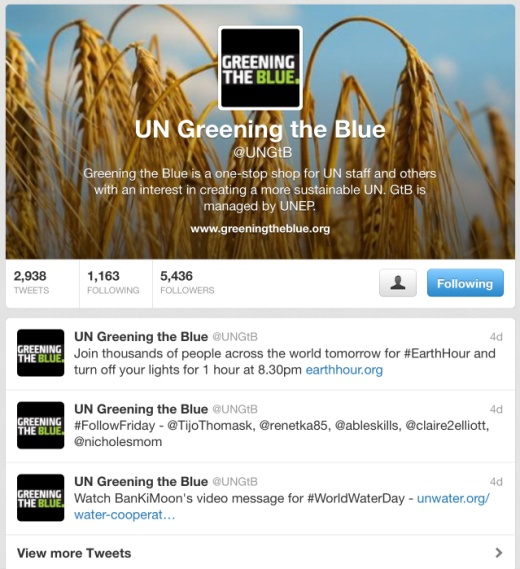 GREENING
THE BLUE.
UN Greening the Blue
@UNGtB
Greening the Blue is a one-stop shop for UN staff and others
with an interest in creating a more sustainable UN. GtB is
managed by UNEP.
www.greeningtheblue.org
2,938 1,163 5,436
TWEETS FOLLOWING FOLLOWERS
Following
GREENING
THE BLUE.
UN Greening the Blue @UNGtB 4d
Join thousands of people across the world tomorrow for #EarthHour and
turn off your lights for 1 hour at 8.30pm earthhour.org
GREENING
THE BLUE.
UN Greening the Blue @UNGtB 4d
#FollowFriday - @TijoThomask, @renetka85, @ableskills, @claire2elliott,
@nicholesmom
GREENING
THE BLUE.
UN Greening the Blue @UNGtB 4d
Watch BanKiMoon's video message for #WorldWaterDay - unwater.org/
water-cooperat…
View more Tweets